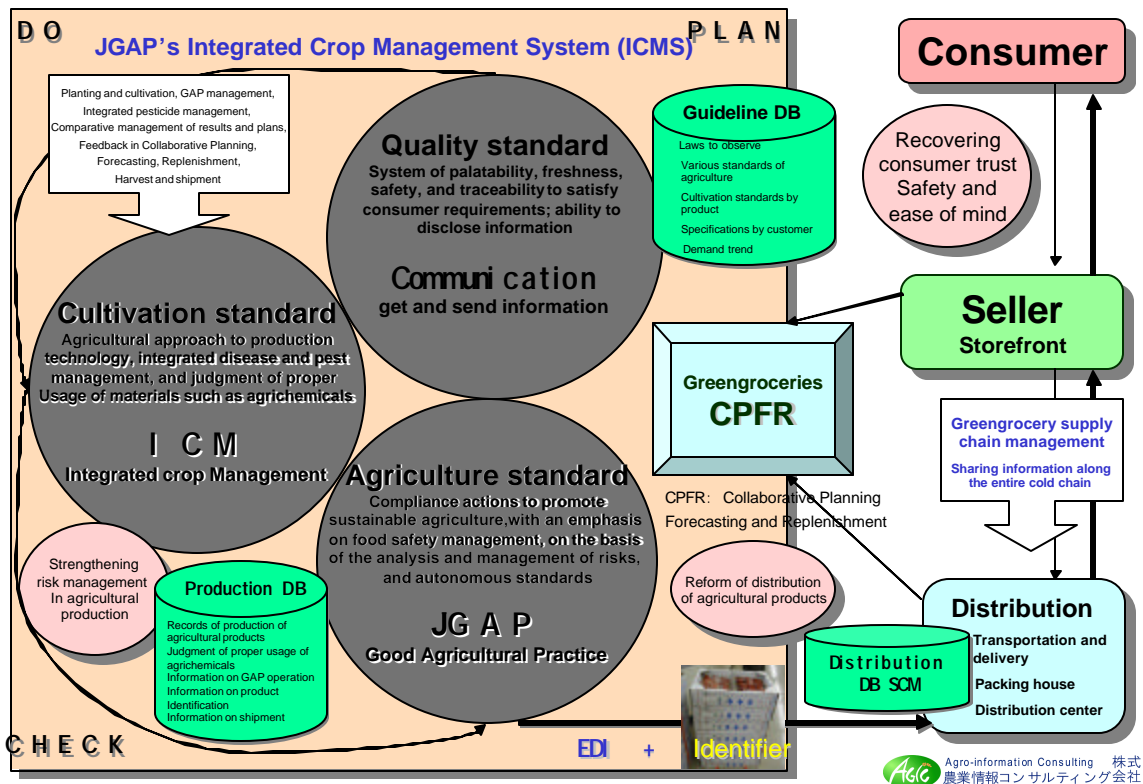 DO
PLAN
JGAP's Integrated Crop Management System (ICMS)
Planting and cultivation, GAP management,
Integrated pesticide management,
Comparative management of results and plans,
Feedback in Collaborative Planning,
Forecasting, Replenishment,
Harvest and shipment
Quality standard
System of palatability, freshness,
safety, and traceability to satisfy
consumer requirements; ability to
disclose information
Communication
get and send information
Guideline DB
Laws to observe
Various standards of
agriculture
Cultivation standards by
product
Specifications by customer
Demand trend
Consumer
Recovering
consumer trust
Safety and
ease of mind
Cultivation standard
Agricultural approach to production
technology, integrated disease and pest
management, and judgment of proper
Usage of materials such as agrichemicals
ICM
Integrated crop Management
Seller
Storefront
Greengroceries
CPFR
CPFR: Collaborative Planning
Forecasting and Replenishment
Greengrocery supply
chain management
Sharing information along
the entire cold chain
Agriculture standard
Compliance actions to promote
sustainable agriculture,with an emphasis
on food safety management, on the basis
of the analysis and management of risks,
and autonomous standards
JGAP
Good Agricultural Practice
Strengthening
risk management
In agricultural
production
Production DB
Records of production of
agricultural products
Judgment of proper usage of
agrichemicals
Information on GAP operation
Information on product
Identification
Information on shipment
Reform of distribution
of agricultural products
Distribution
DB SCM
Distribution
Transportation and
delivery
Packing house
Distribution center
CHECK
EDI + Identifier
AGIC
Agro-information Consulting 株式
農業情報コンサルティング会社